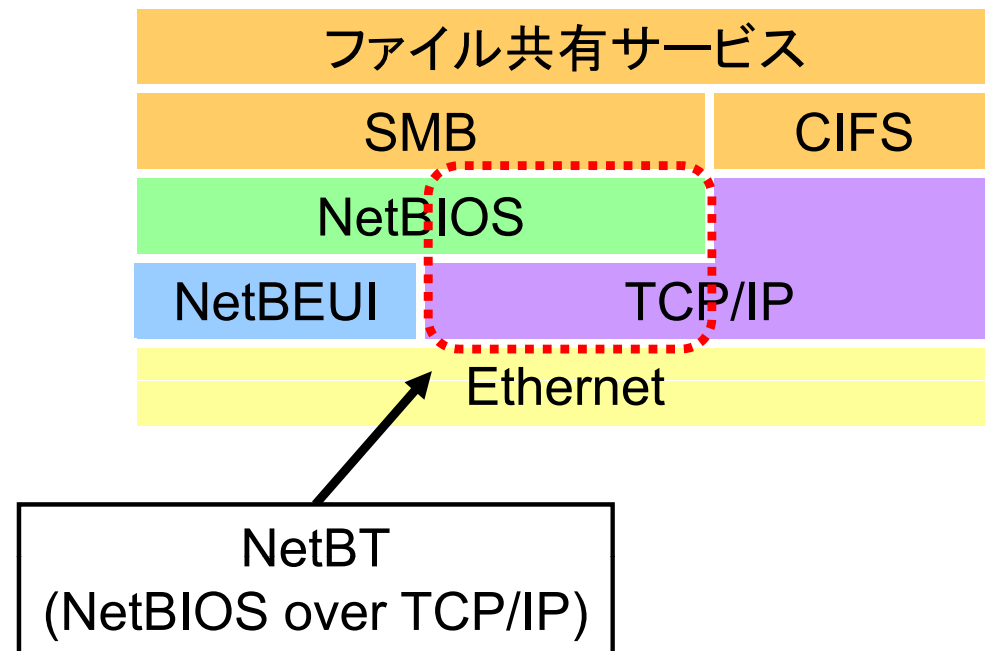 ファイル共有サービス
SMB
CIFS
NetBIOS
NetBEUI
TCP/IP
Ethernet
NetBT
(NetBIOS over TCP/IP)